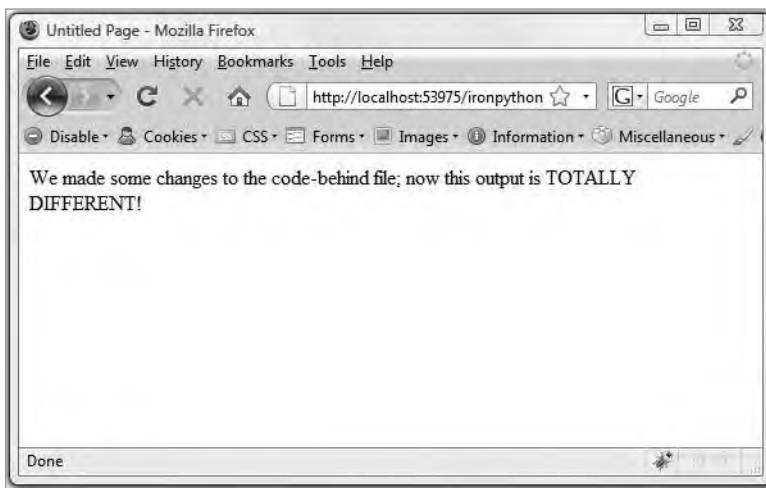 Untitled Page - Mozilla Firefox
File Edit View History Bookmarks Tools Help
http://localhost:53975/ironpython
G Google
Disable Cookies CSS Forms Images Information Miscellaneous
We made some changes to the code-behind file; now this output is TOTALLY
DIFFERENT!
Done